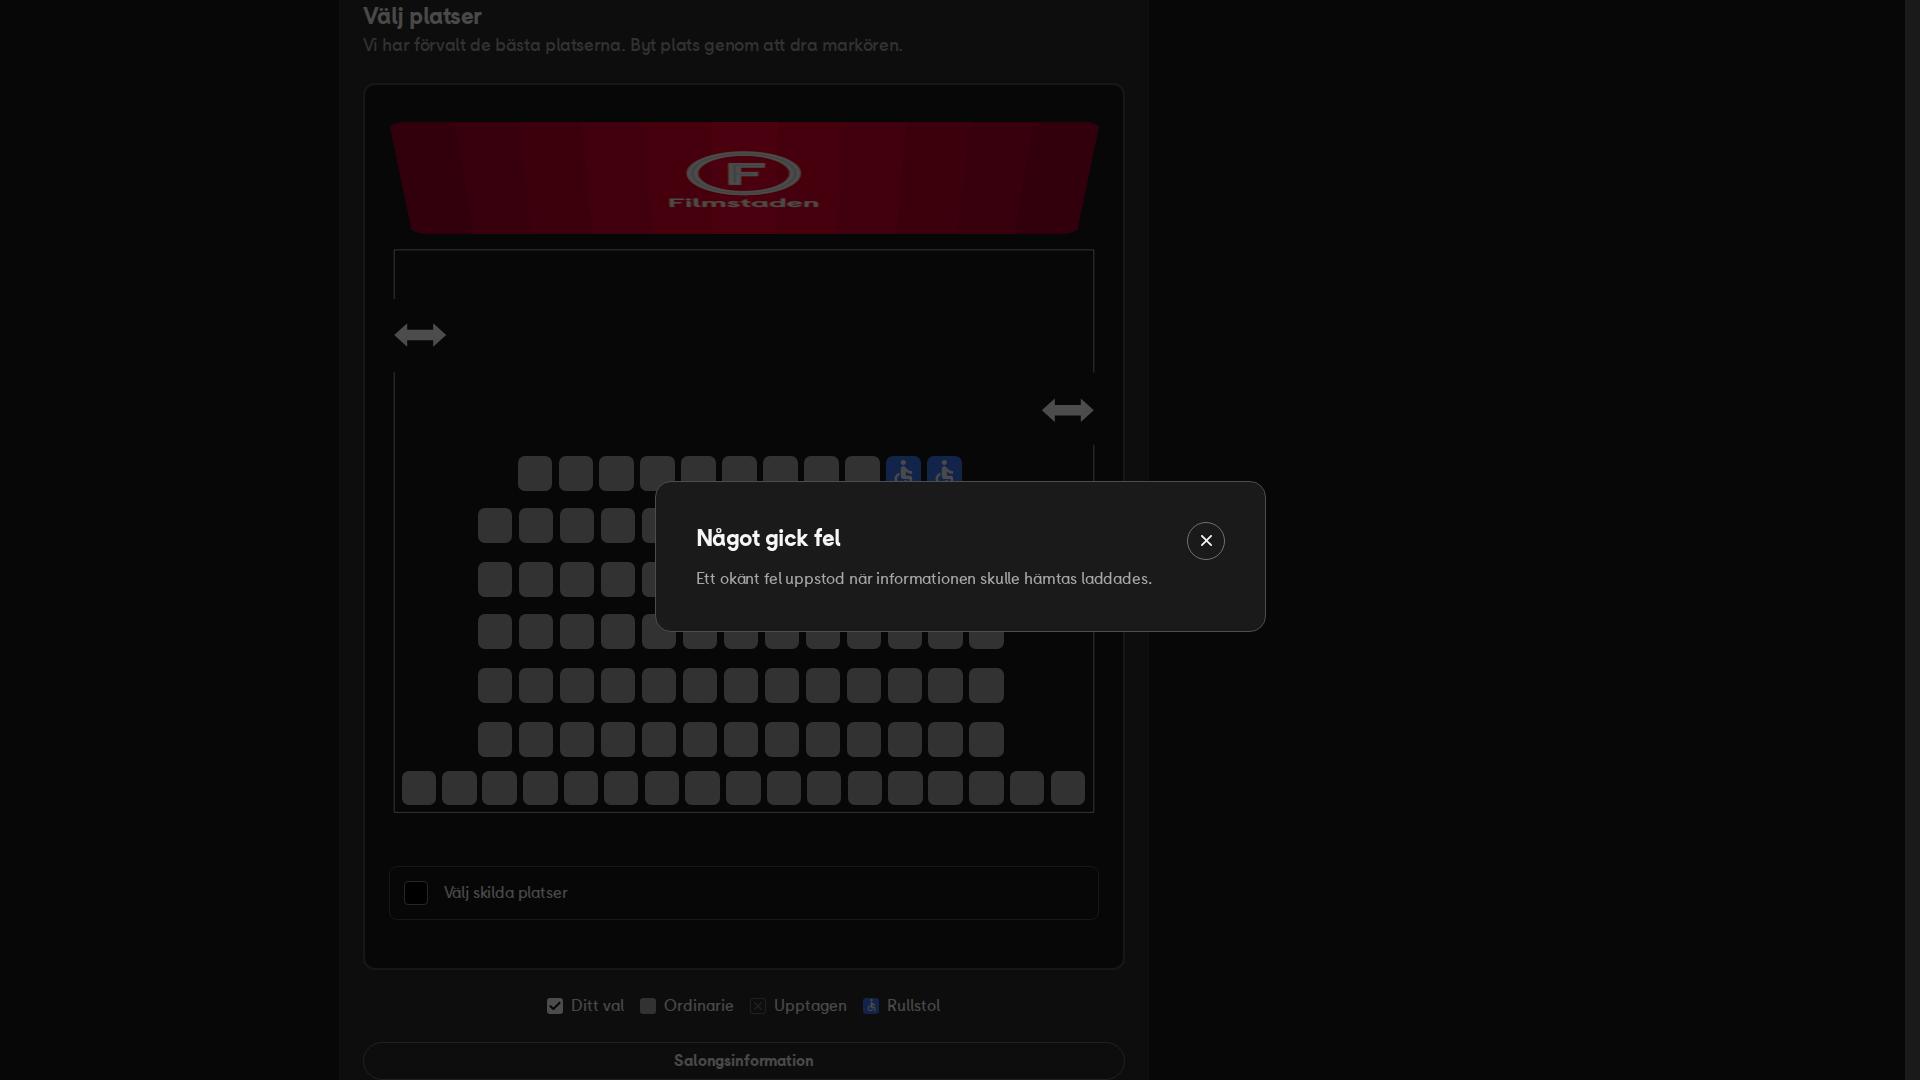 Välj platser
Vi har förvalt de bästa platserna. Byt plats genom att dra markören.
F
Filmstaden
Något gick fel
Ett okänt fel uppstod när informationen skulle hämtas laddades.
Välj skilda platser
Ditt val
Ordinarie
Upptagen
Rullstol
Salongsinformation